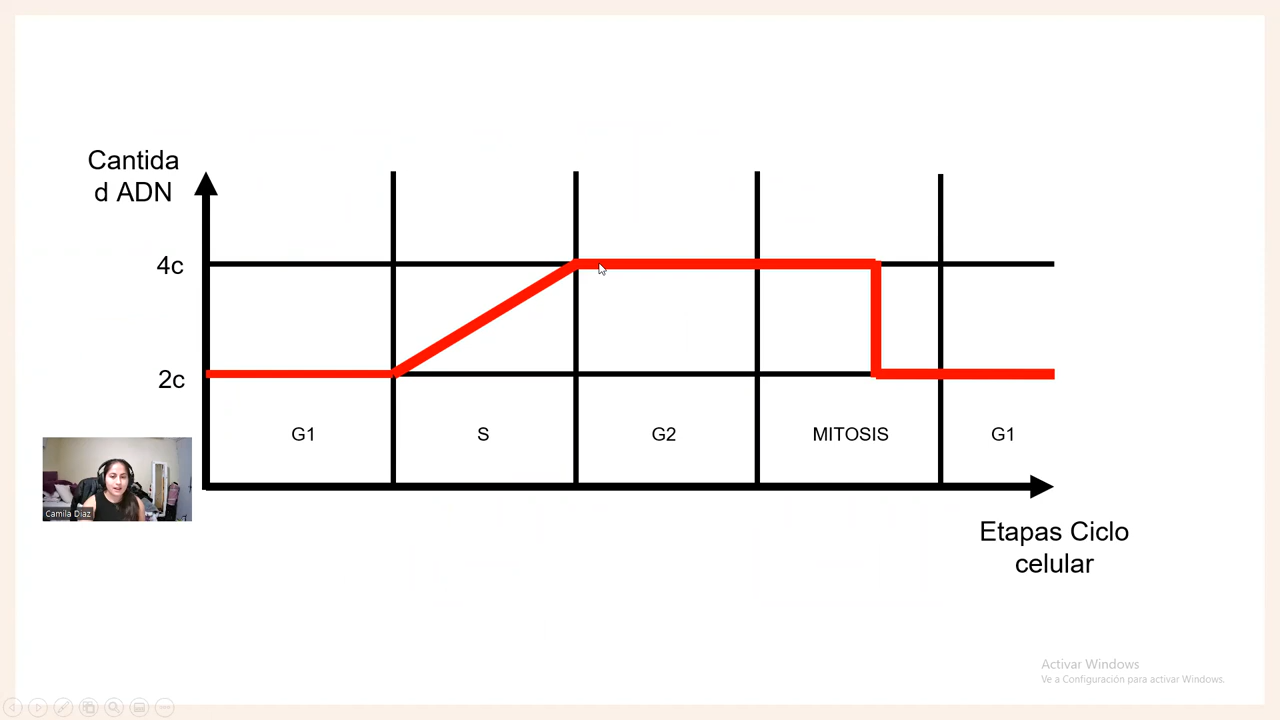 Cantida
d ADN
4c
2c
G1
S
G2
MITOSIS
G1
Camila Diaz
Etapas Ciclo
celular
Activar Windows
Ve a Configuración para activar Windows.